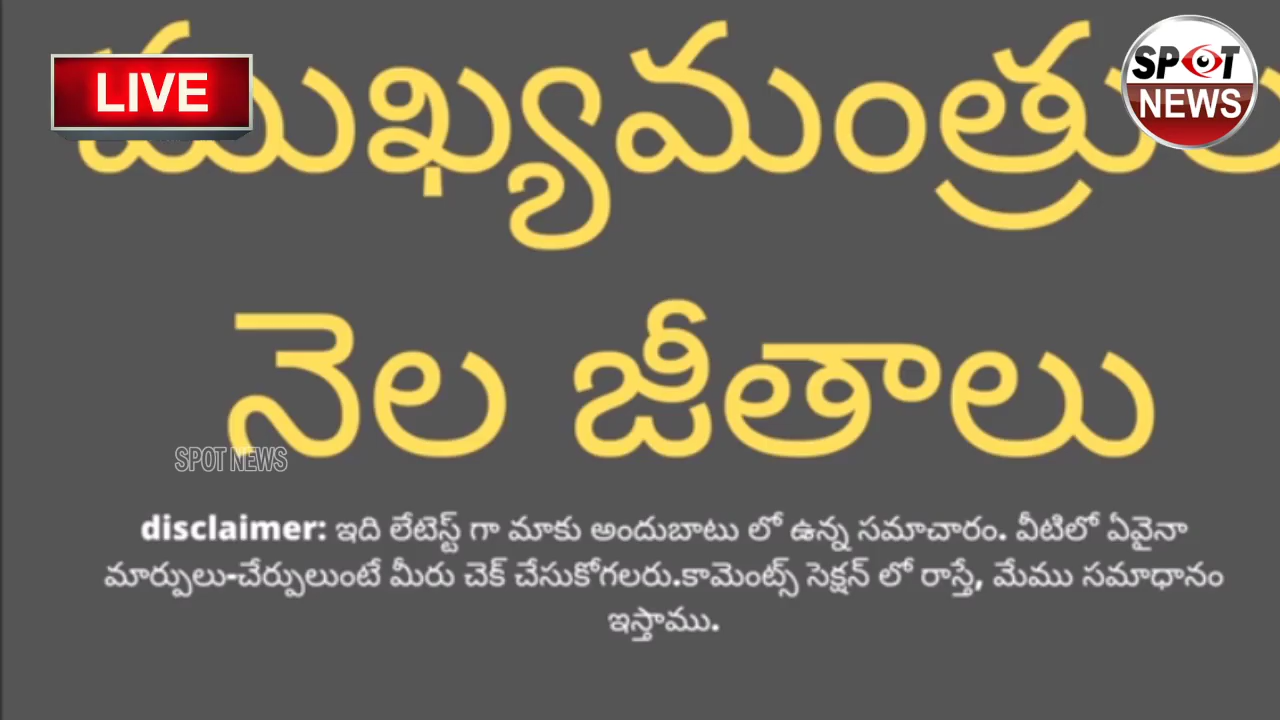 LIVE
SPOT
NEWS
ముఖ్యమంత్రుల
నెల జీతాలు
SPOT NEWS
disclaimer: ఇది లేటెస్ట్ గా మాకు అందుబాటు లో ఉన్న సమాచారం. వీటిలో ఏవైనా
మార్పులు-చేర్పులుంటే మీరు చెక్ చేసుకోగలరు.కామెంట్స్ సెక్షన్ లో రాస్తే, మేము సమాధానం
ఇస్తాము.